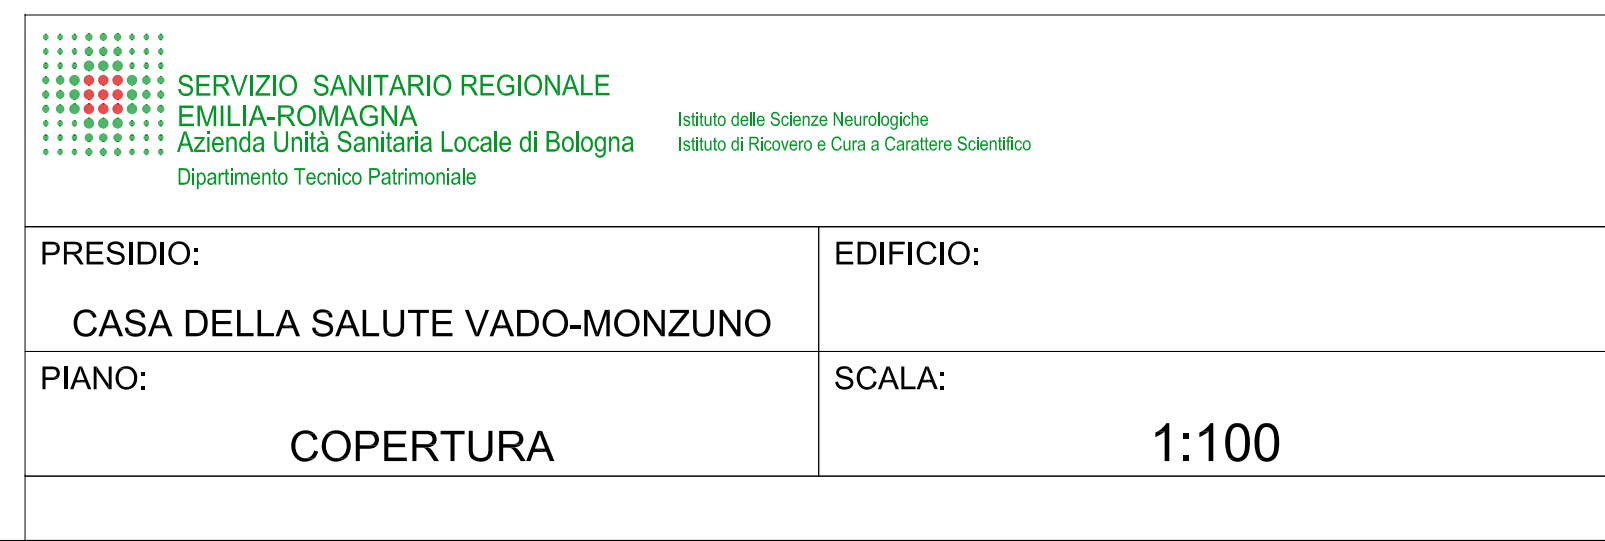 SERVIZIO SANITARIO REGIONALE
EMILIA-ROMAGNA
Azienda Unità Sanitaria Locale di Bologna
Dipartimento Tecnico Patrimoniale
Istituto delle Scienze Neurologiche
Istituto di Ricovero e Cura a Carattere Scientifico
PRESIDIO:
CASA DELLA SALUTE VADO-MONZUNO
EDIFICIO:
PIANO:
COPERTURA
SCALA:
1:100